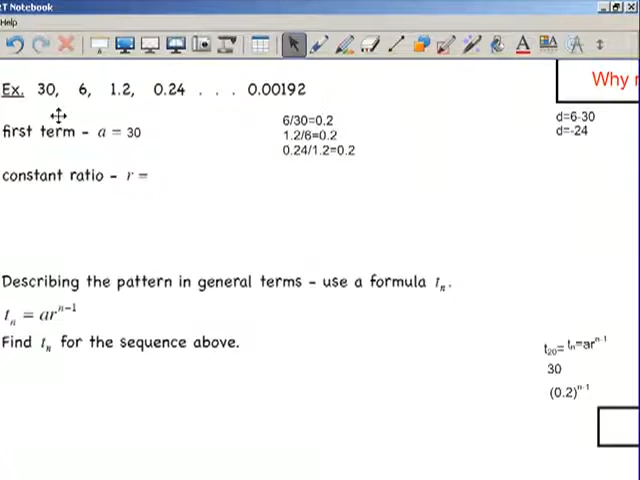 RT Notebook
Help
Ex. 30, 6, 1.2, 0.24 . . . 0.00192
Why
first term - a = 30
6/30=0.2
1.2/6=0.2
0.24/1.2=0.2
d=6-30
d=-24
constant ratio - r =
Describing the pattern in general terms - use a formula tₙ.
tₙ = arⁿ⁻¹
Find tₙ for the sequence above.
t₂₀= tₙ=arⁿ⁻¹
30
(0.2)ⁿ⁻¹